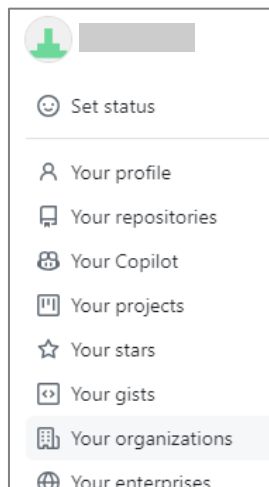 Set status
Your profile
Your repositories
Your Copilot
Your projects
Your stars
Your gists
Your organizations
Your enterprises